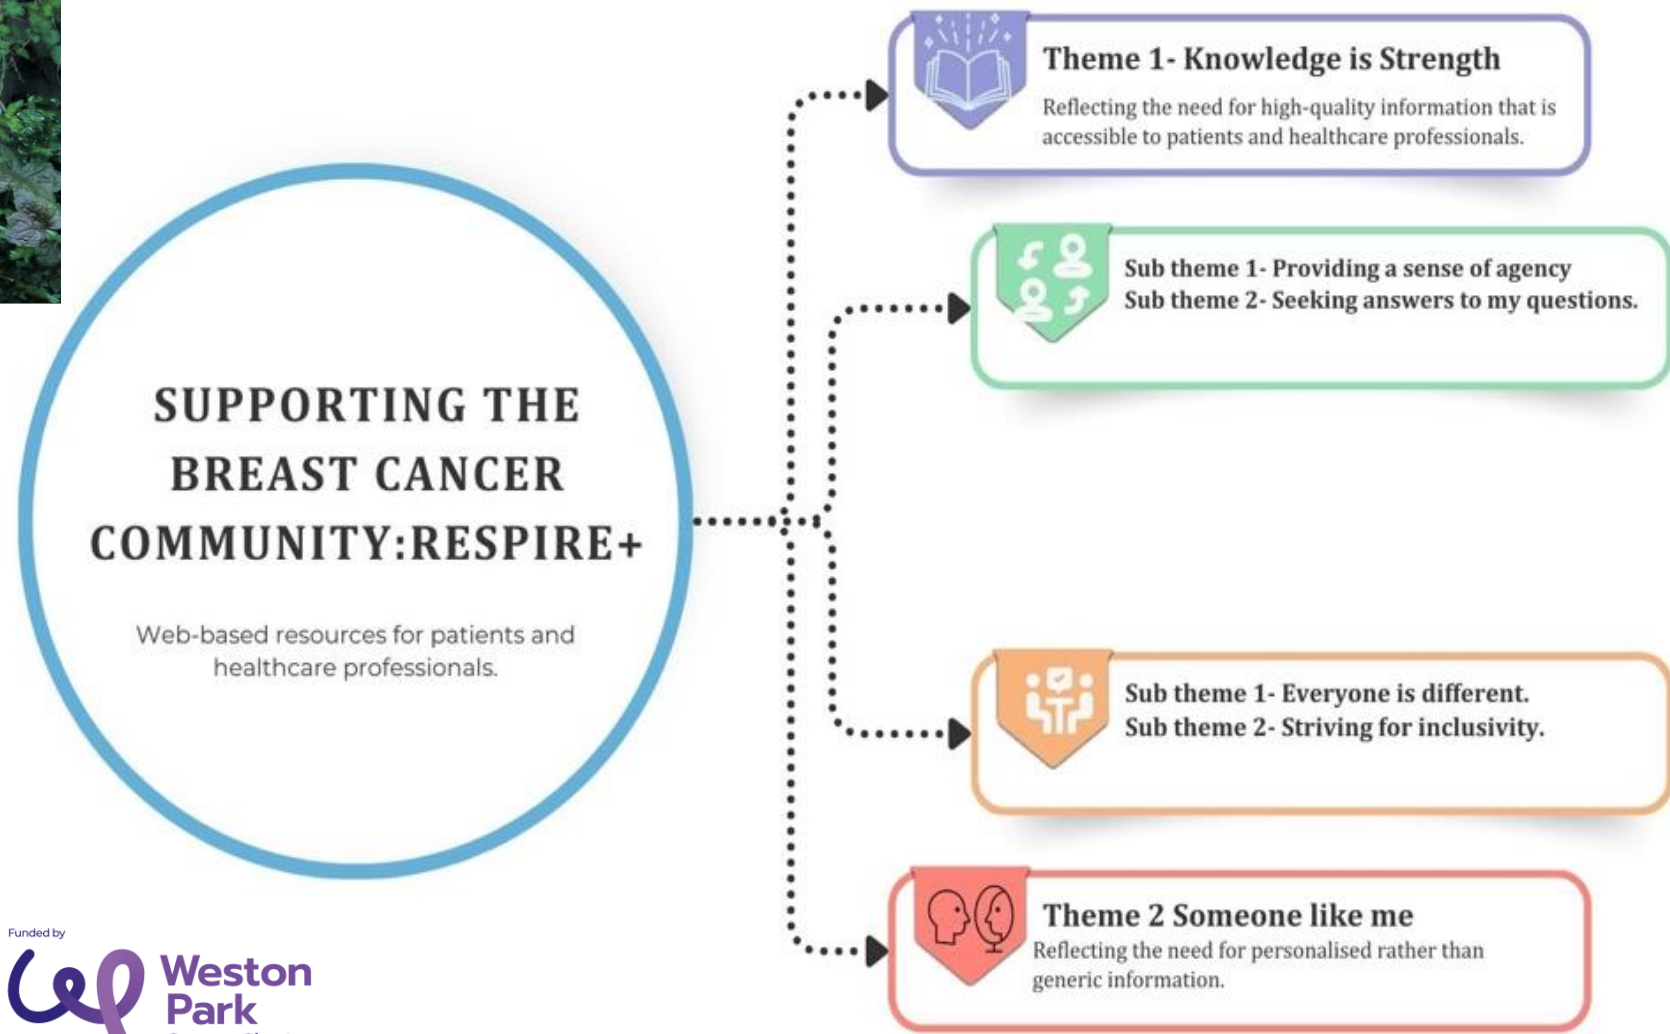 Theme 1- Knowledge is Strength
Reflecting the need for high-quality information that is
accessible to patients and healthcare professionals.
Sub theme 1- Providing a sense of agency
Sub theme 2- Seeking answers to my questions.
SUPPORTING THE
BREAST CANCER
COMMUNITY:RESPIRE+
Web-based resources for patients and
healthcare professionals.
Sub theme 1- Everyone is different.
Sub theme 2- Striving for inclusivity.
Theme 2 Someone like me
Reflecting the need for personalised rather than
generic information.
Funded by
Weston
Park